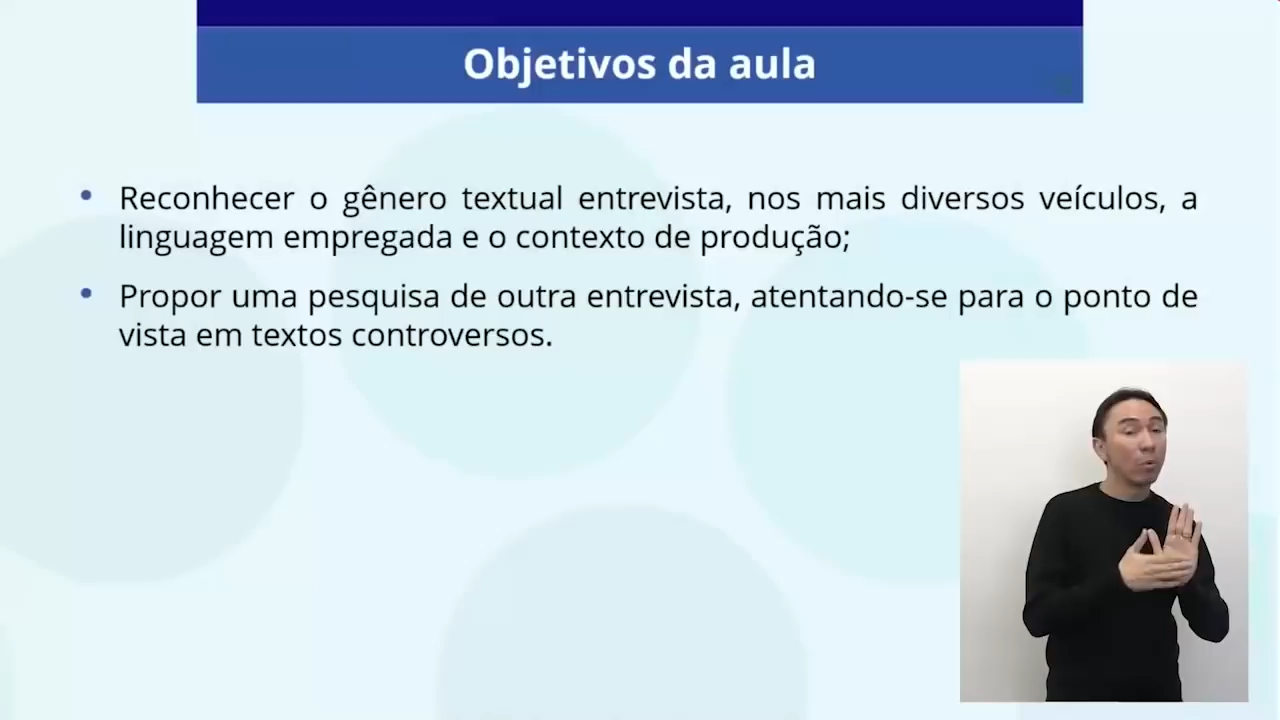 Objetivos da aula
• Reconhecer o gênero textual entrevista, nos mais diversos veículos, a
linguagem empregada e o contexto de produção;
• Propor uma pesquisa de outra entrevista, atentando-se para o ponto de
vista em textos controversos.